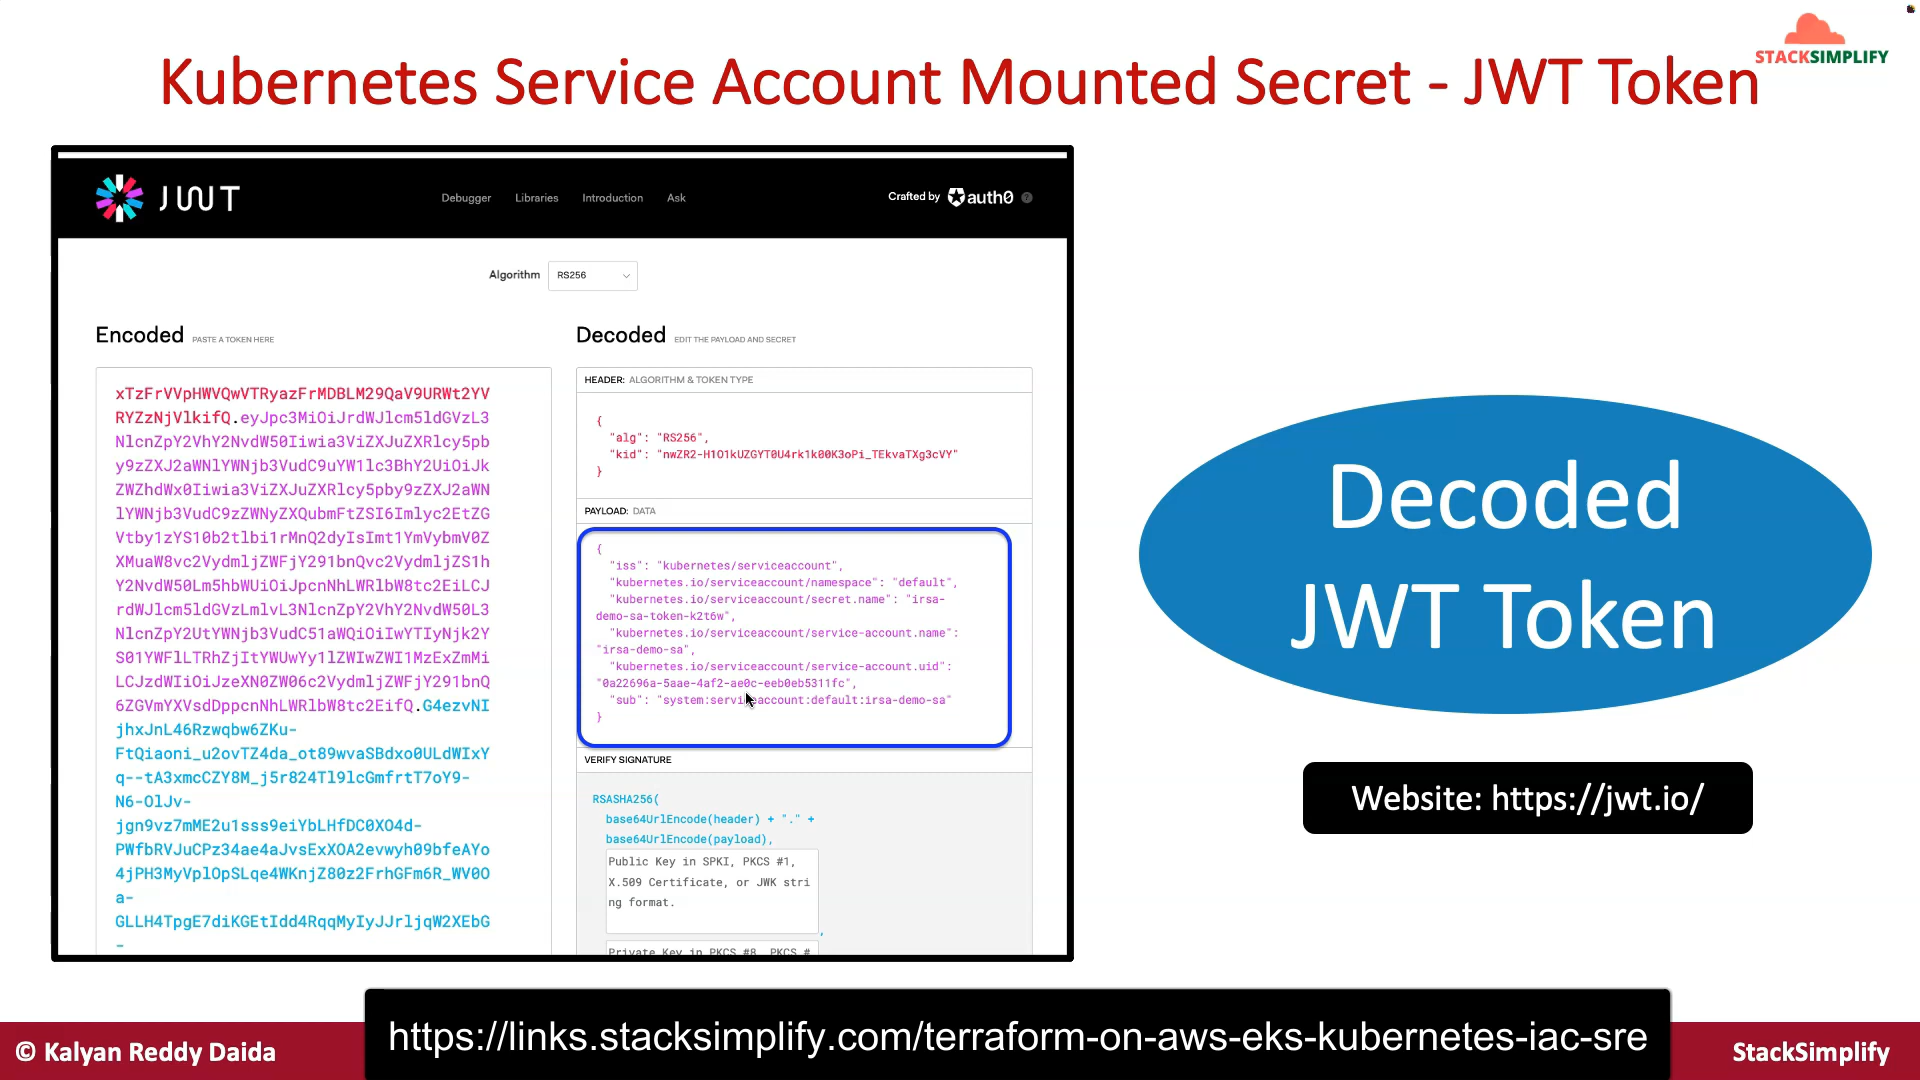 STACKSIMPLIFY
Kubernetes Service Account Mounted Secret - JWT Token
JWT
Debugger
Libraries
Introduction
Ask
Crafted by auth0
?
Algorithm
RS256
Encoded PASTE A TOKEN HERE
xTzFrVVpHWVQwVTRyazFrMDBLM29QaV9URWt2YV
RYZzNjVlkifQ.eyJpc3MiOiJrdWJlcm5ldGVzL3
NlcnZpY2VhY2NvdW50Iiwia3ViZXJuZXRlcy5pb
y9zZXJ2aWNlYWNjb3VudC9uYW1lc3BhY2UiOiJk
ZWZhdWx0Iiwia3ViZXJuZXRlcy5pby9zZXJ2aWN
lYWNjb3VudC9zZWNyZXQubmFtZSI6Imlyc2EtZG
Vtby1zYS10b2tlbi1rMnQ2dyIsImt1YmVybmV0Z
XMuaW8vc2VydmljZWFjY291bnQvc2VydmljZS1h
Y2NvdW50Lm5hbWUiOiJpcnNhLWRlbW8tc2EiLCJ
rdWJlcm5ldGVzLmlvL3NlcnZpY2VhY2NvdW50L3
NlcnZpY2UtYWNjb3VudC51aWQiOiIwYTIyNjk2Y
S01YWFlLTRhZjItYWUwYy1lZWIwZWI1MzExZmMi
LCJzdWIiOiJzeXN0ZW06c2VydmljZWFjY291bnQ
6ZGVmYXVsdDppcnNhLWRlbW8tc2EifQ.G4ezvNI
jhxJnL46Rzwqbw6ZKu-
FtQiaoni_u2ovTZ4da_ot89wvaSBdxo0ULdWIxY
q--tA3xmcCZY8M_j5r824Tl9lcGmfrtT7oY9-
N6-OlJv-
jgn9vz7mME2u1sss9eiYbLHfDC0XO4d-
PWfbRVJuCPz34ae4aJvsExXOA2evwyh09bfeAYo
4jPH3MyVplOpSLqe4WKnjZ80z2FrhGFm6R_WV0O
a-
GLLH4TpgE7diKGEtIdd4RqqMyIyJJrljqW2XEbG
-
Decoded EDIT THE PAYLOAD AND SECRET
HEADER: ALGORITHM & TOKEN TYPE
{
"alg": "RS256",
"kid": "nwZR2-H1O1kUZGYT0U4rk1k00K3oPi_TEkvaTXg3cVY"
}
PAYLOAD: DATA
{
"iss": "kubernetes/serviceaccount",
"kubernetes.io/serviceaccount/namespace": "default",
"kubernetes.io/serviceaccount/secret.name": "irsa-
demo-sa-token-k2t6w",
"kubernetes.io/serviceaccount/service-account.name":
"irsa-demo-sa",
"kubernetes.io/serviceaccount/service-account.uid":
"0a22696a-5aae-4af2-ae0c-eeb0eb5311fc",
"sub": "system:serviceaccount:default:irsa-demo-sa"
}
VERIFY SIGNATURE
RSASHA256(
base64UrlEncode(header) + "." +
base64UrlEncode(payload),
Public Key in SPKI, PKCS #1,
X.509 Certificate, or JWK stri
ng format.
,
Private Key in PKCS #8, PKCS #
Decoded
JWT Token
Website: https://jwt.io/
https://links.stacksimplify.com/terraform-on-aws-eks-kubernetes-iac-sre
© Kalyan Reddy Daida
StackSimplify